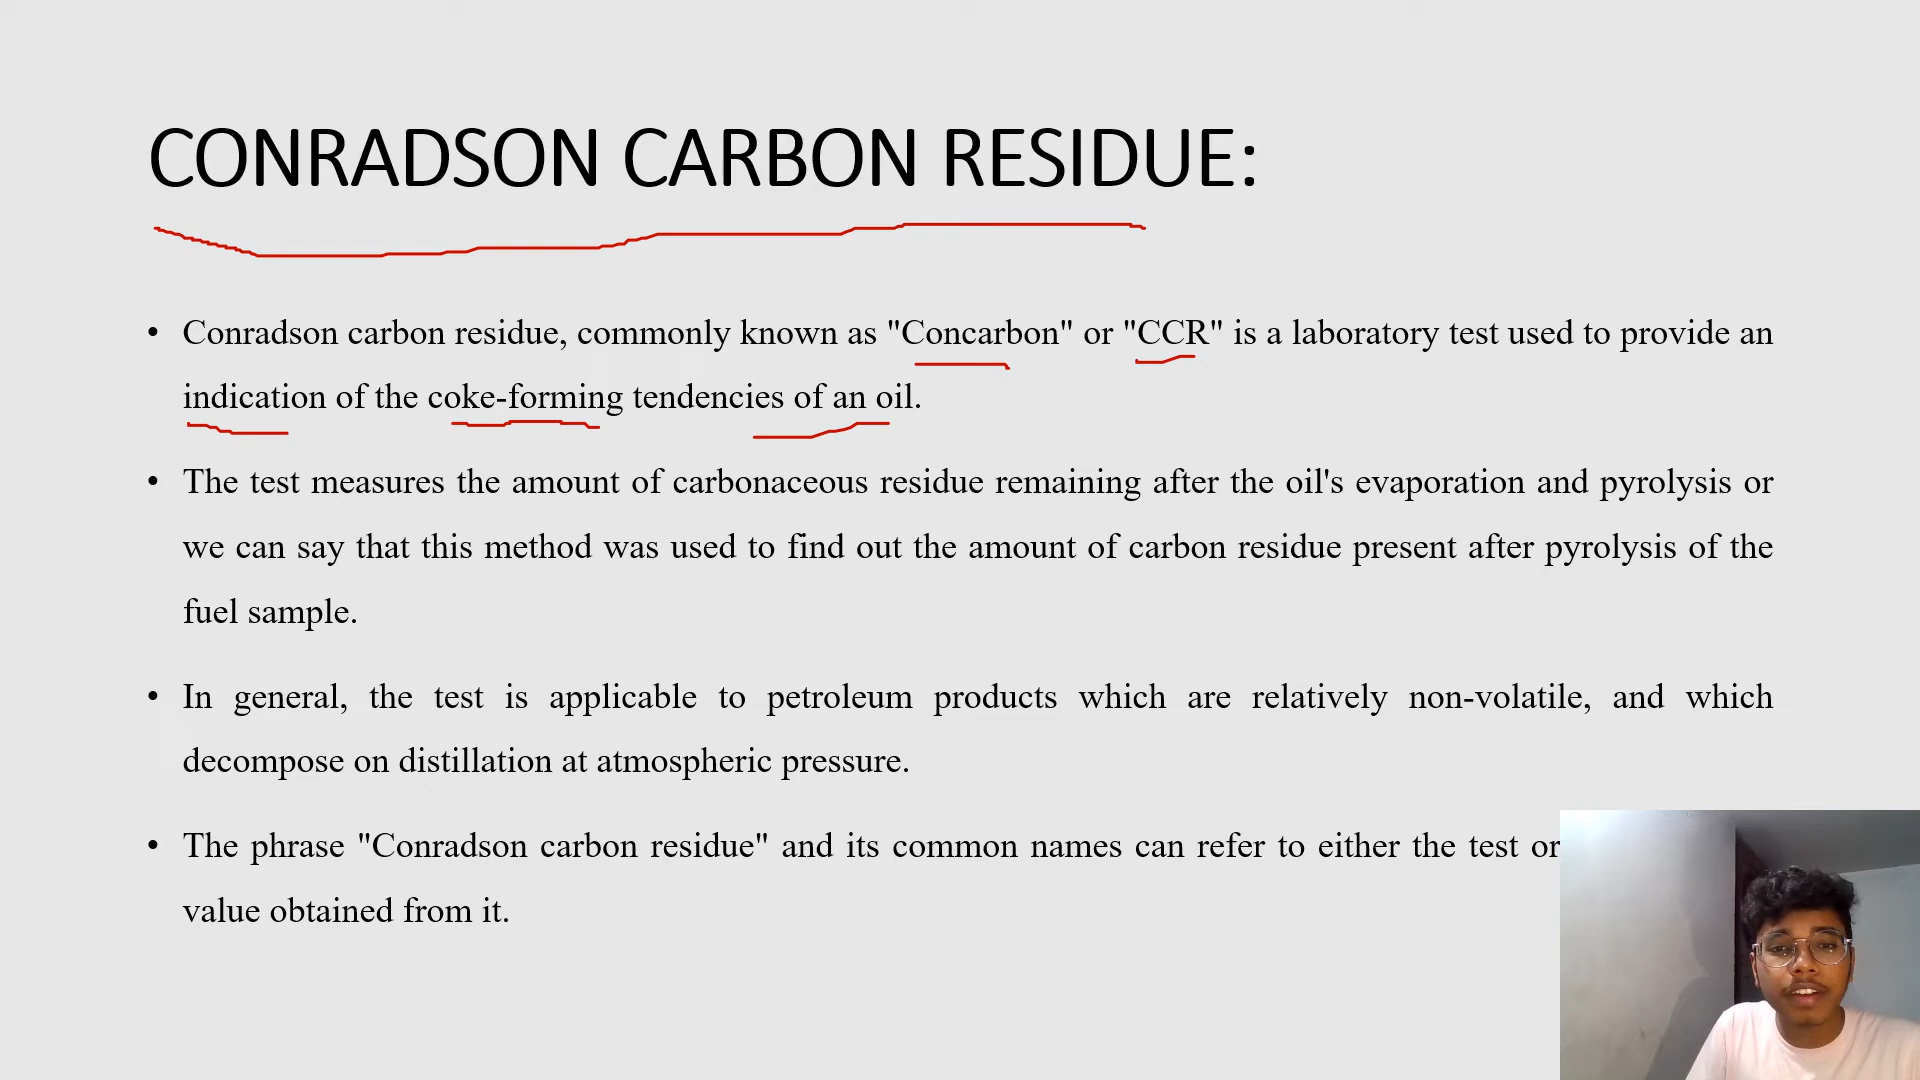 CONRADSON CARBON RESIDUE:
• Conradson carbon residue, commonly known as "Concarbon" or "CCR" is a laboratory test used to provide an
indication of the coke-forming tendencies of an oil.
• The test measures the amount of carbonaceous residue remaining after the oil's evaporation and pyrolysis or
we can say that this method was used to find out the amount of carbon residue present after pyrolysis of the
fuel sample.
• In general, the test is applicable to petroleum products which are relatively non-volatile, and which
decompose on distillation at atmospheric pressure.
• The phrase "Conradson carbon residue" and its common names can refer to either the test or
value obtained from it.